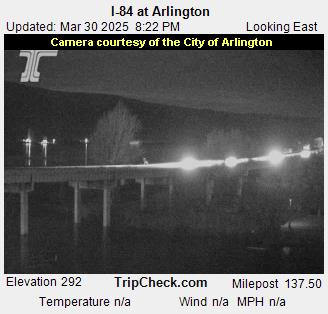 I-84 at Arlington
Updated: Mar 30 2025 8:22 PM Looking East
Camera courtesy of the City of Arlington
Elevation 292 TripCheck.com Milepost 137.50
Temperature n/a Wind n/a MPH n/a